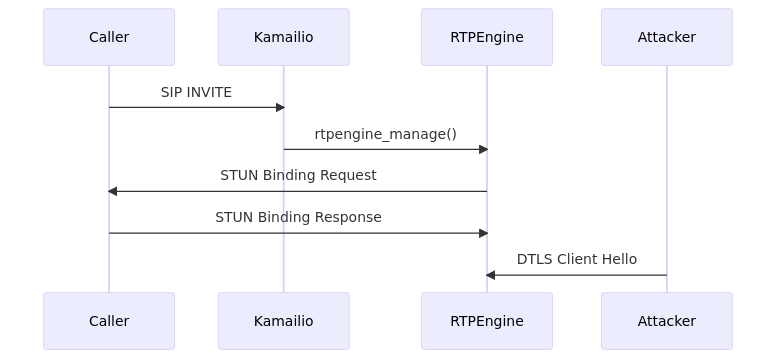 Caller
Kamailio
RTPEngine
Attacker
SIP INVITE
rtpengine_manage()
STUN Binding Request
STUN Binding Response
DTLS Client Hello
Caller
Kamailio
RTPEngine
Attacker